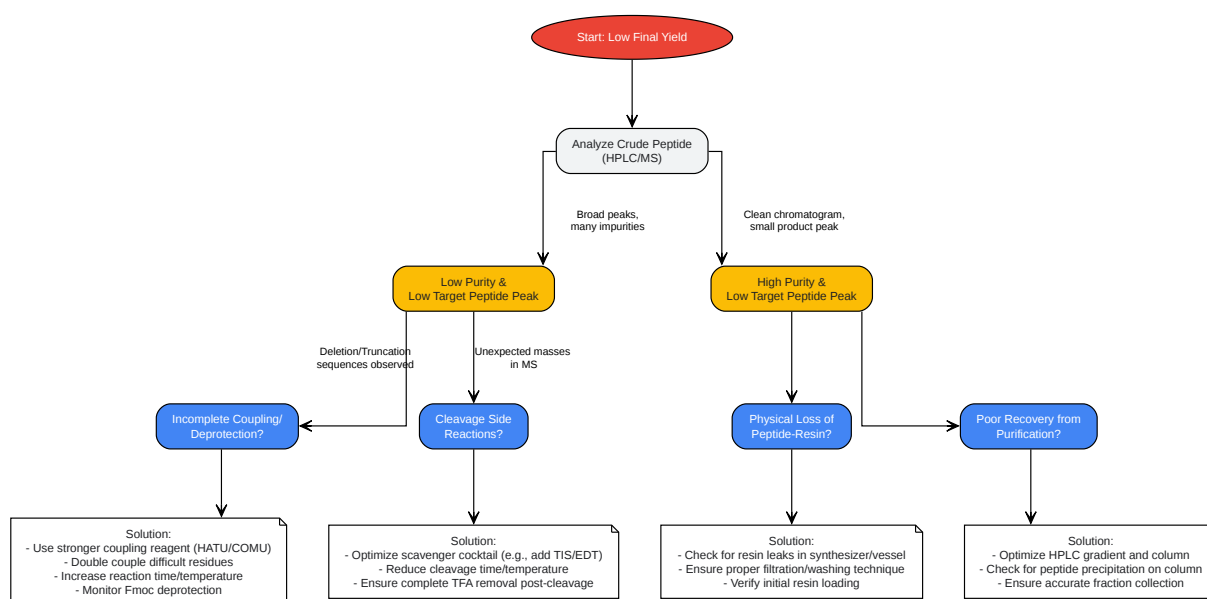 Start: Low Final Yield
Analyze Crude Peptide
(HPLC/MS)
Broad peaks,
many impurities
Clean chromatogram,
small product peak
Low Purity &
Low Target Peptide Peak
High Purity &
Low Target Peptide Peak
Deletion/Truncation
sequences observed
Unexpected masses
in MS
Incomplete Coupling/
Deprotection?
Cleavage Side
Reactions?
Physical Loss of
Peptide-Resin?
Poor Recovery from
Purification?
Solution:
- Use stronger coupling reagent (HATU/COMU)
- Double couple difficult residues
- Increase reaction time/temperature
- Monitor Fmoc deprotection
Solution:
- Optimize scavenger cocktail (e.g., add TIS/EDT)
- Reduce cleavage time/temperature
- Ensure complete TFA removal post-cleavage
Solution:
- Check for resin leaks in synthesizer/vessel
- Ensure proper filtration/washing technique
- Verify initial resin loading
Solution:
- Optimize HPLC gradient and column
- Check for peptide precipitation on column
- Ensure accurate fraction collection